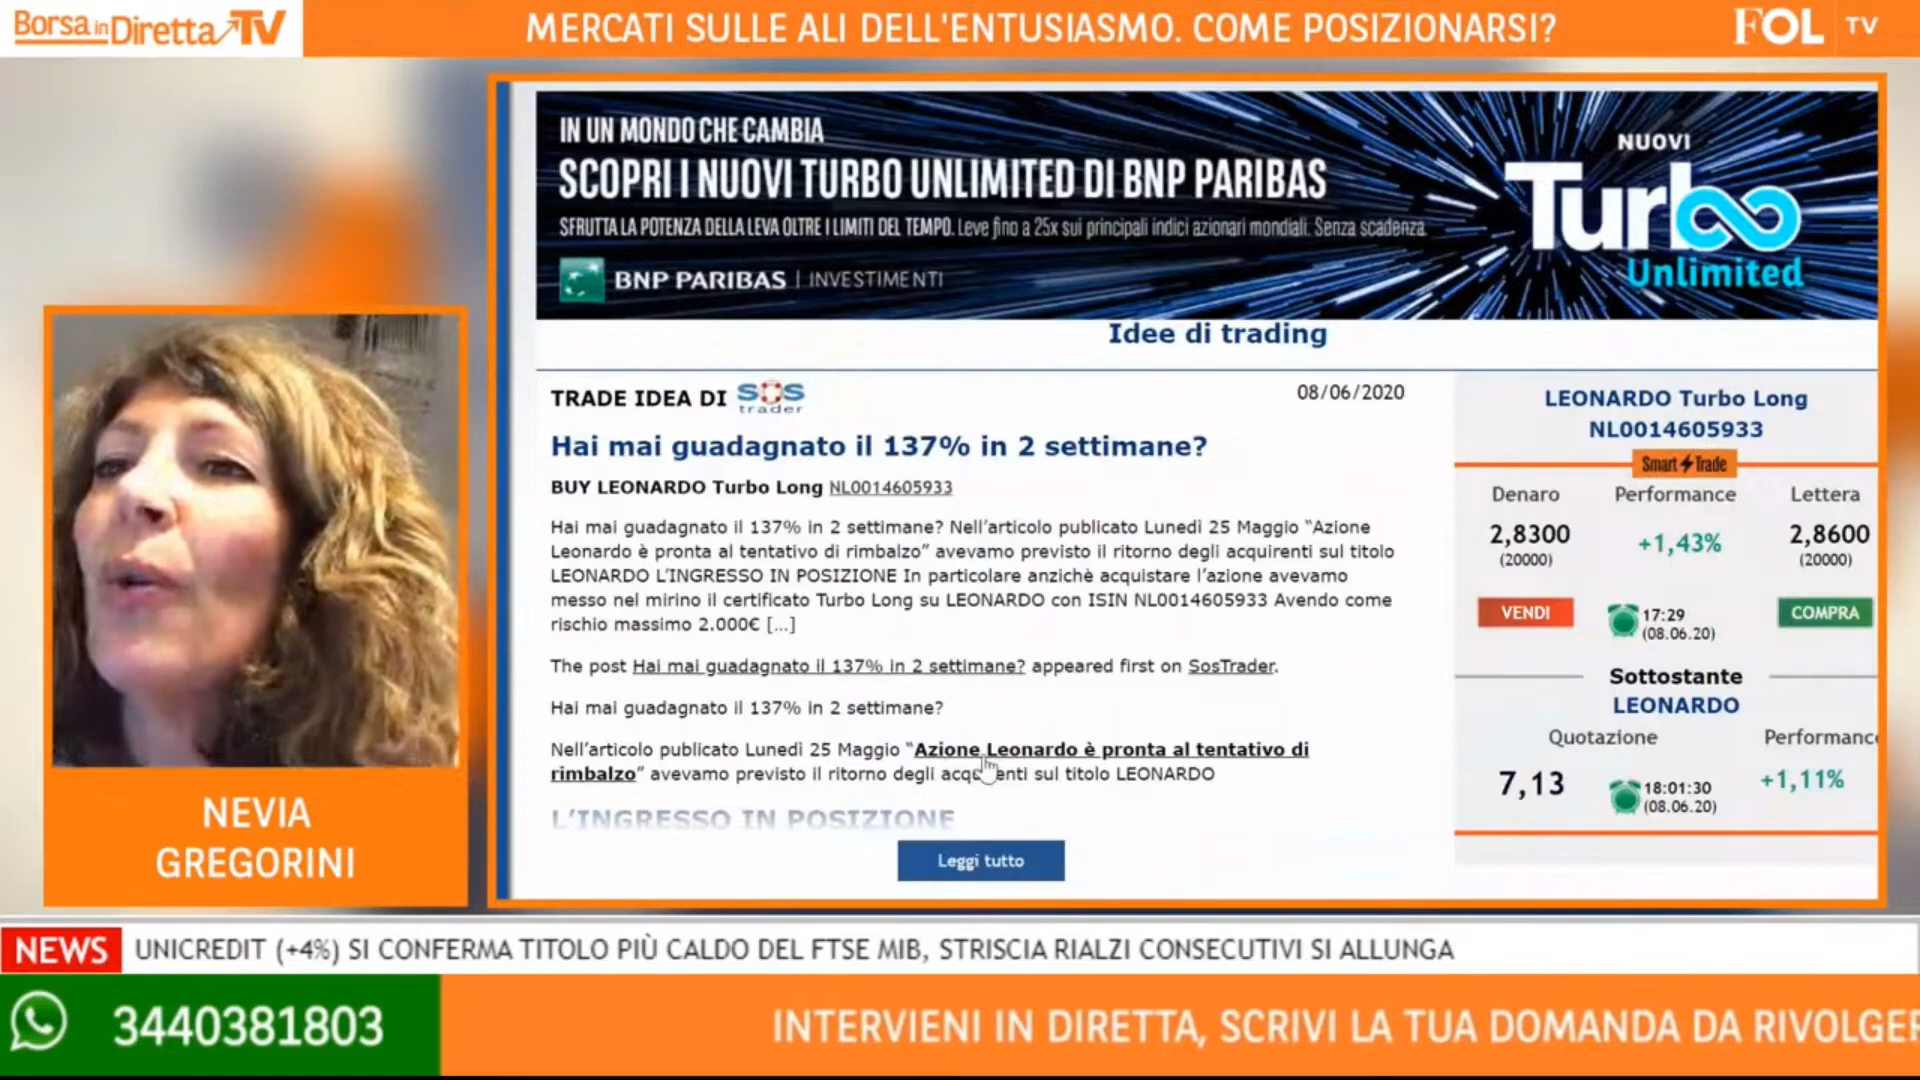 Borsa in Diretta TV
MERCATI SULLE ALI DELL'ENTUSIASMO. COME POSIZIONARSI?
FOL TV
IN UN MONDO CHE CAMBIA
SCOPRI I NUOVI TURBO UNLIMITED DI BNP PARIBAS
SFRUTTA LA POTENZA DELLA LEVA OLTRE I LIMITI DEL TEMPO. Leve fino a 25x sui principali indici azionari mondiali. Senza scadenza.
BNP PARIBAS | INVESTIMENTI
NUOVI
Turbo
Unlimited
Idee di trading
TRADE IDEA DI SOS trader
08/06/2020
Hai mai guadagnato il 137% in 2 settimane?
BUY LEONARDO Turbo Long NL0014605933
Hai mai guadagnato il 137% in 2 settimane? Nell'articolo publicato Lunedì 25 Maggio "Azione
Leonardo è pronta al tentativo di rimbalzo" avevamo previsto il ritorno degli acquirenti sul titolo
LEONARDO L'INGRESSO IN POSIZIONE In particolare anzichè acquistare l'azione avevamo
messo nel mirino il certificato Turbo Long su LEONARDO con ISIN NL0014605933 Avendo come
rischio massimo 2.000€ [...]
The post Hai mai guadagnato il 137% in 2 settimane? appeared first on SosTrader.
Hai mai guadagnato il 137% in 2 settimane?
Nell'articolo publicato Lunedì 25 Maggio "Azione Leonardo è pronta al tentativo di
rimbalzo" avevamo previsto il ritorno degli acquirenti sul titolo LEONARDO
L'INGRESSO IN POSIZIONE
Leggi tutto
LEONARDO Turbo Long
NL0014605933
Smart Trade
Denaro Performance Lettera
2,8300 +1,43% 2,8600
(20000) (20000)
VENDI 17:29 COMPRA
(08.06.20)
Sottostante
LEONARDO
Quotazione Performance
7,13 18:01:30 +1,11%
(08.06.20)
NEVIA
GREGORINI
NEWS UNICREDIT (+4%) SI CONFERMA TITOLO PIÙ CALDO DEL FTSE MIB, STRISCIA RIALZI CONSECUTIVI SI ALLUNGA
3440381803
INTERVIENI IN DIRETTA, SCRIVI LA TUA DOMANDA DA RIVOLGER